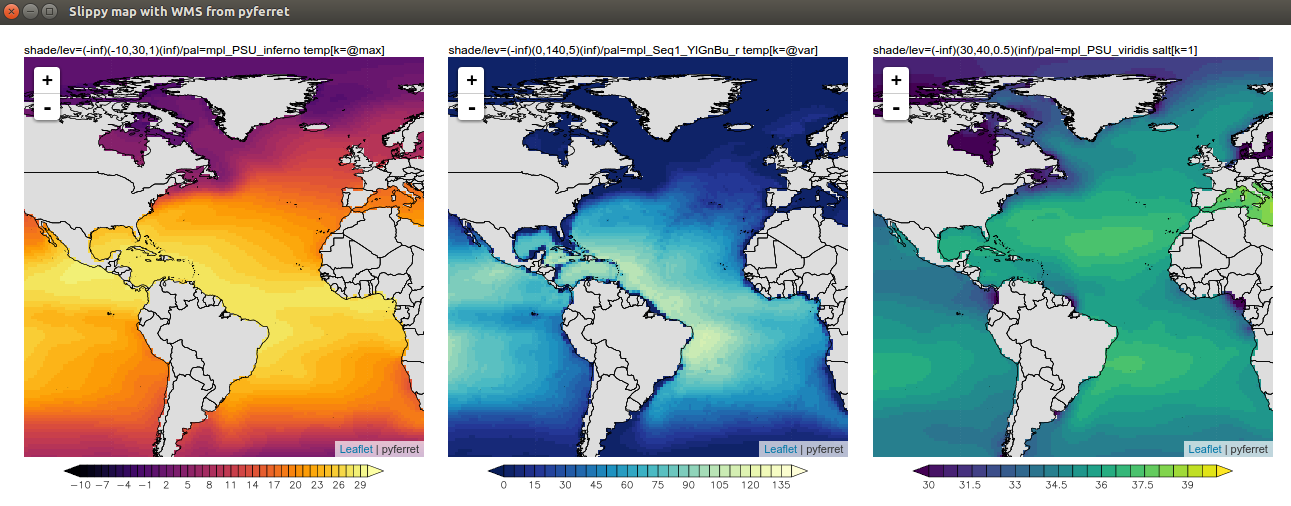 Slippy map with WMS from pyferret
shade/lev=(-inf)(-10,30,1)(inf)/pal=mpl_PSU_inferno temp[k=@max]
shade/lev=(-inf)(0,140,5)(inf)/pal=mpl_Seq1_YlGnBu_r temp[k=@var]
shade/lev=(-inf)(30,40,0.5)(inf)/pal=mpl_PSU_viridis salt[k=1]
+
-
+
-
+
-
Leaflet | pyferret
Leaflet | pyferret
Leaflet | pyferret
−10 −7 −4 −1 2 5 8 11 14 17 20 23 26 29
0 15 30 45 60 75 90 105 120 135
30 31.5 33 34.5 36 37.5 39